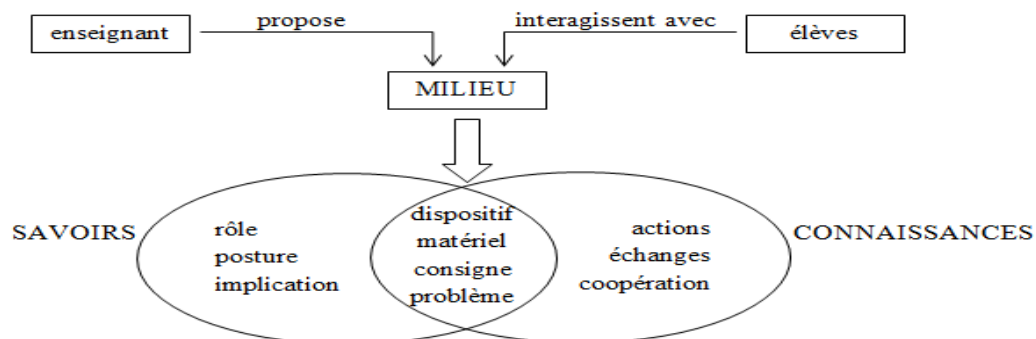 propose
interagissent avec
enseignant
élèves
MILIEU
SAVOIRS
rôle
posture
implication
dispositif
matériel
consigne
problème
actions
échanges
coopération
CONNAISSANCES